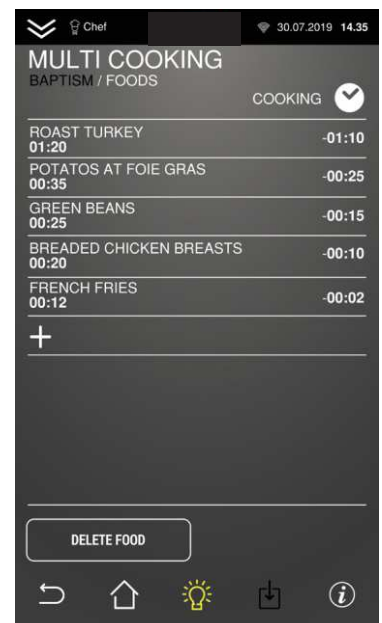 Chef
30.07.2019 14.35
MULTI COOKING
BAPTISM / FOODS
COOKING
ROAST TURKEY
01:20
-01:10
POTATOS AT FOIE GRAS
00:35
-00:25
GREEN BEANS
00:25
-00:15
BREADED CHICKEN BREASTS
00:20
-00:10
FRENCH FRIES
00:12
-00:02
+
DELETE FOOD
i